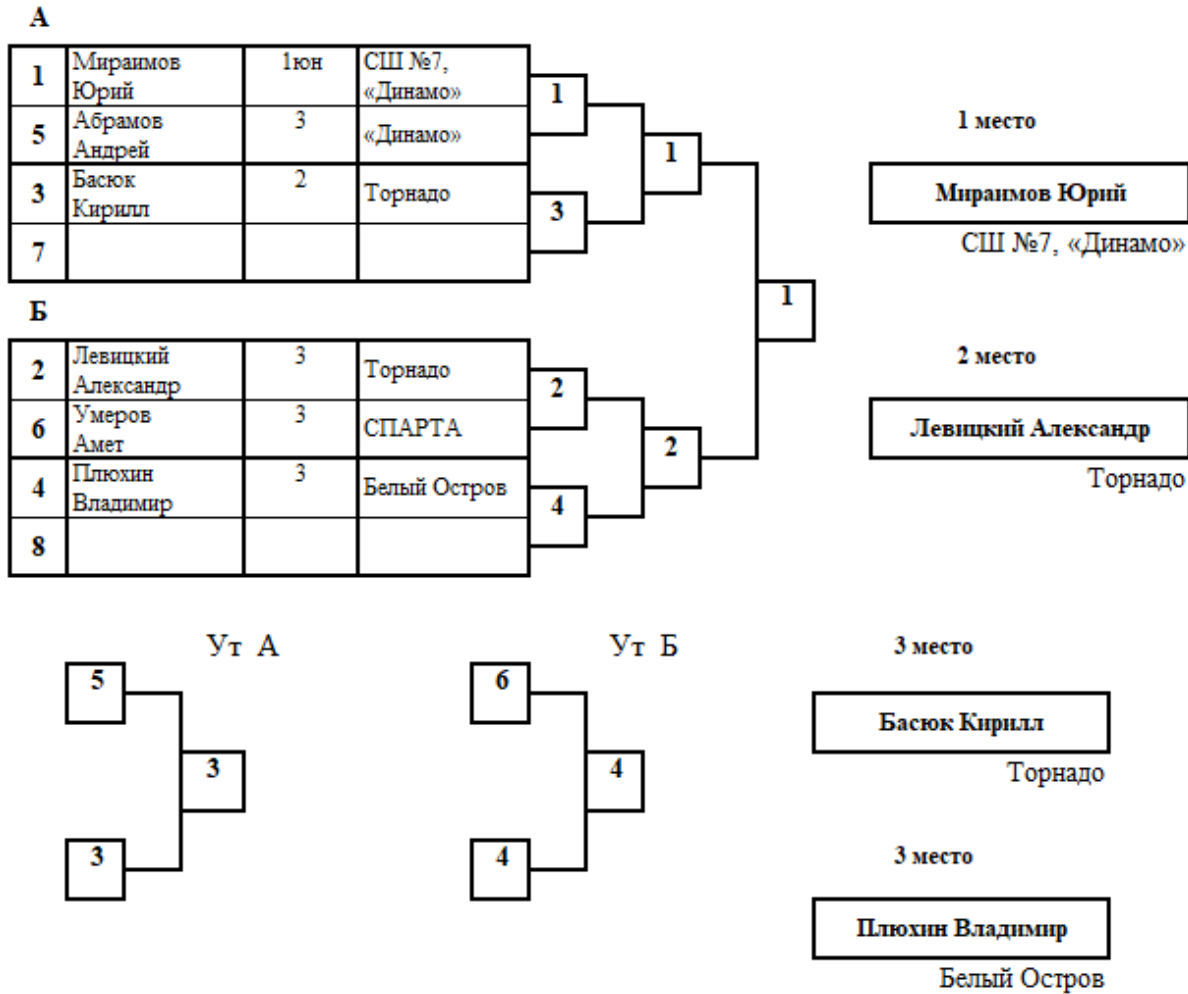 А
1 Мираимов Юрий 1юн СШ №7, «Динамо»
5 Абрамов Андрей 3 «Динамо»
3 Басюк Кирилл 2 Торнадо
7
1
3
1
Б
2 Левицкий Александр 3 Торнадо
6 Умеров Амет 3 СПАРТА
4 Плюхин Владимир 3 Белый Остров
8
2
4
2
1
1 место
Мираимов Юрий
СШ №7, «Динамо»
2 место
Левицкий Александр
Торнадо
Ут А
5
3
3
Ут Б
6
4
4
3 место
Басюк Кирилл
Торнадо
3 место
Плюхин Владимир
Белый Остров